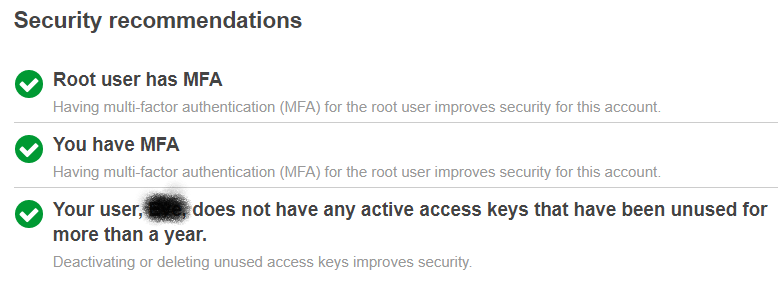 Security recommendations
Root user has MFA
Having multi-factor authentication (MFA) for the root user improves security for this account.
You have MFA
Having multi-factor authentication (MFA) for the root user improves security for this account.
Your user, does not have any active access keys that have been unused for
more than a year.
Deactivating or deleting unused access keys improves security.